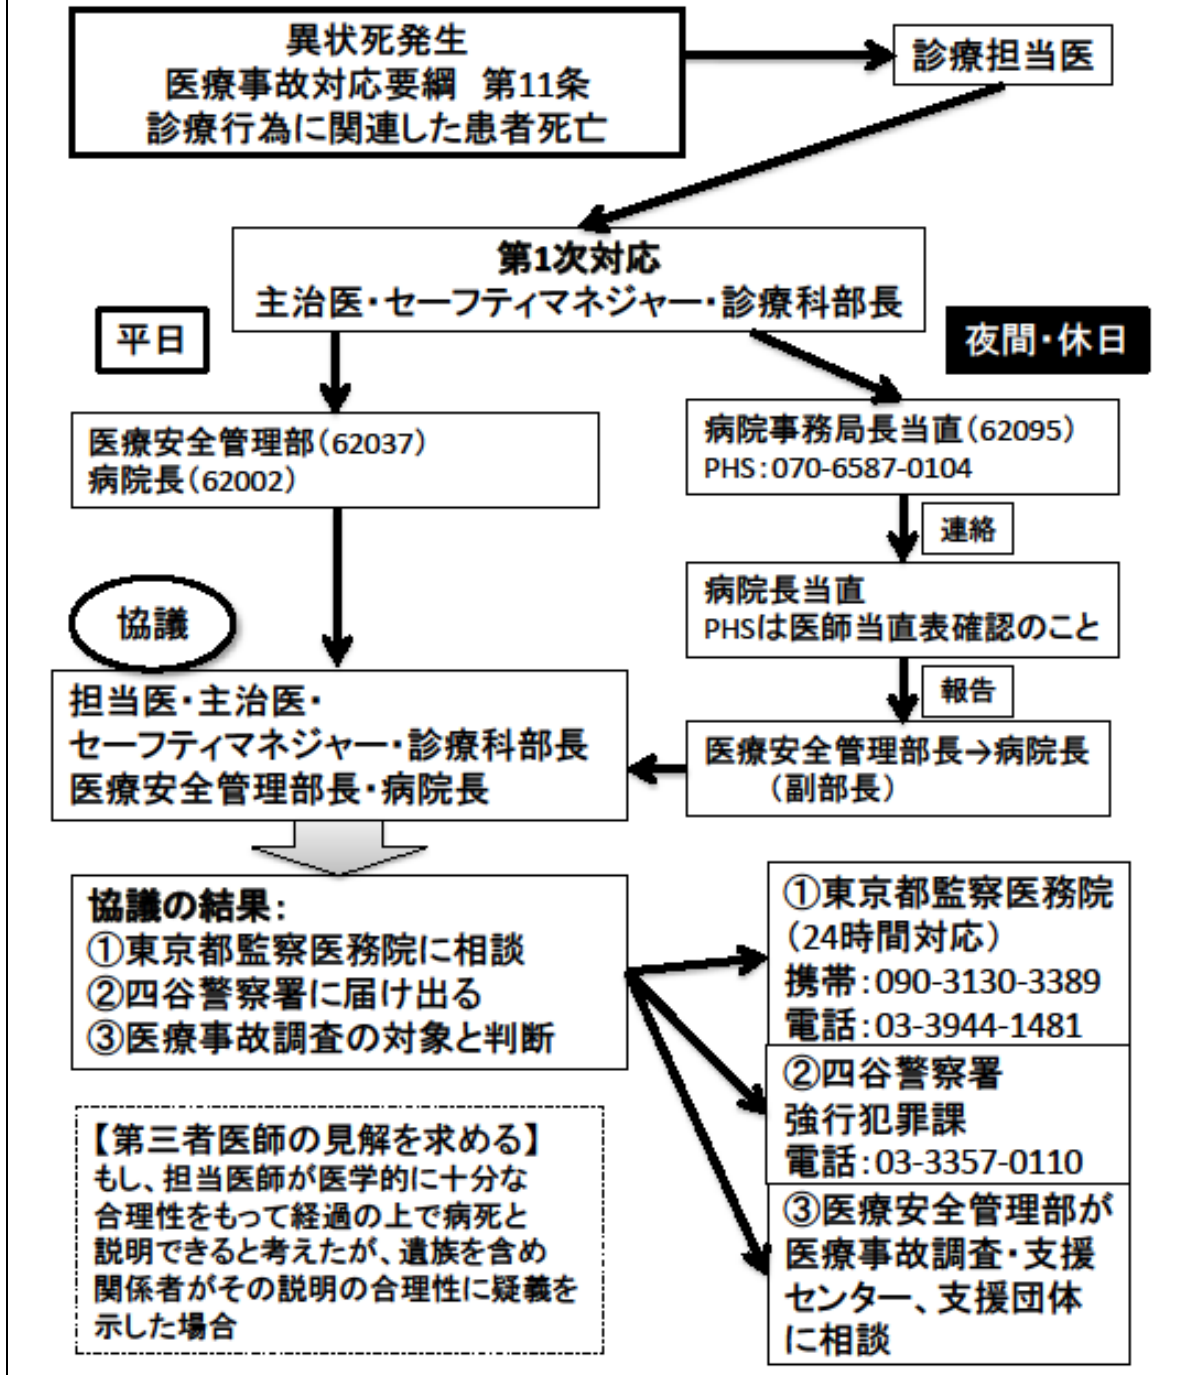 異状死発生
医療事故対応要綱　第11条
診療行為に関連した患者死亡
診療担当医
第1次対応
主治医・セーフティマネジャー・診療科部長
平日
夜間・休日
医療安全管理部（62037）
病院長（62002）
病院事務局長当直（62095）
PHS：070-6587-0104
連絡
病院長当直
PHSは医師当直表確認のこと
報告
医療安全管理部長→病院長
（副部長）
協議
担当医・主治医・
セーフティマネジャー・診療科部長
医療安全管理部長・病院長
協議の結果：
①東京都監察医務院に相談
②四谷警察署に届け出る
③医療事故調査の対象と判断
①東京都監察医務院
（24時間対応）
携帯：090-3130-3389
電話：03-3944-1481
②四谷警察署
強行犯罪課
電話：03-3357-0110
③医療安全管理部が
医療事故調査・支援
センター、支援団体
に相談
【第三者医師の見解を求める】
もし、担当医師が医学的に十分な
合理性をもって経過の上で病死と
説明できると考えたが、遺族を含め
関係者がその説明の合理性に疑義を
示した場合